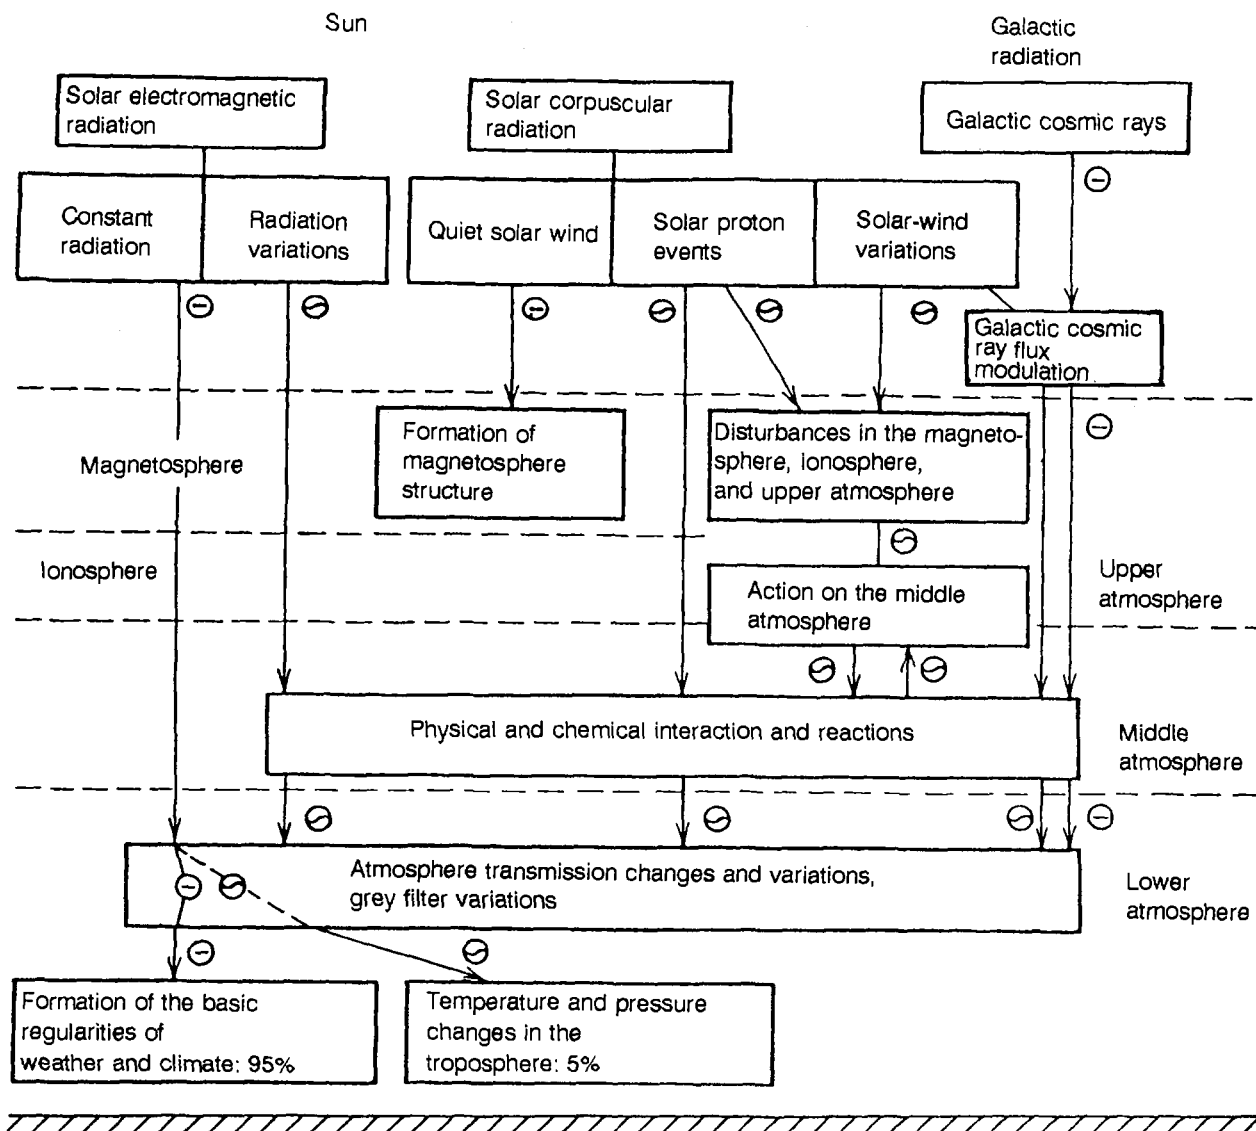 Sun
Galactic
radiation
Solar electromagnetic
radiation
Solar corpuscular
radiation
Galactic cosmic rays
Constant
radiation
Radiation
variations
Quiet solar wind
Solar proton
events
Solar-wind
variations
Galactic cosmic
ray flux
modulation
Magnetosphere
Formation of
magnetosphere
structure
Disturbances in the magneto-
sphere, ionosphere,
and upper atmosphere
Ionosphere
Action on the middle
atmosphere
Upper
atmosphere
Physical and chemical interaction and reactions
Middle
atmosphere
Atmosphere transmission changes and variations,
grey filter variations
Lower
atmosphere
Formation of the basic
regularities of
weather and climate: 95%
Temperature and pressure
changes in the
troposphere: 5%